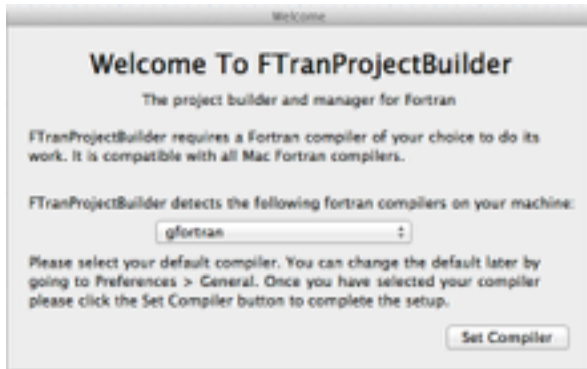 Welcome
Welcome To FTranProjectBuilder
The project builder and manager for Fortran
FTranProjectBuilder requires a Fortran compiler of your choice to do its
work. It is compatible with all Mac Fortran compilers.
FTranProjectBuilder detects the following fortran compilers on your machine:
gfortran
Please select your default compiler. You can change the default later by
going to Preferences > General. Once you have selected your compiler
please click the Set Compiler button to complete the setup.
Set Compiler